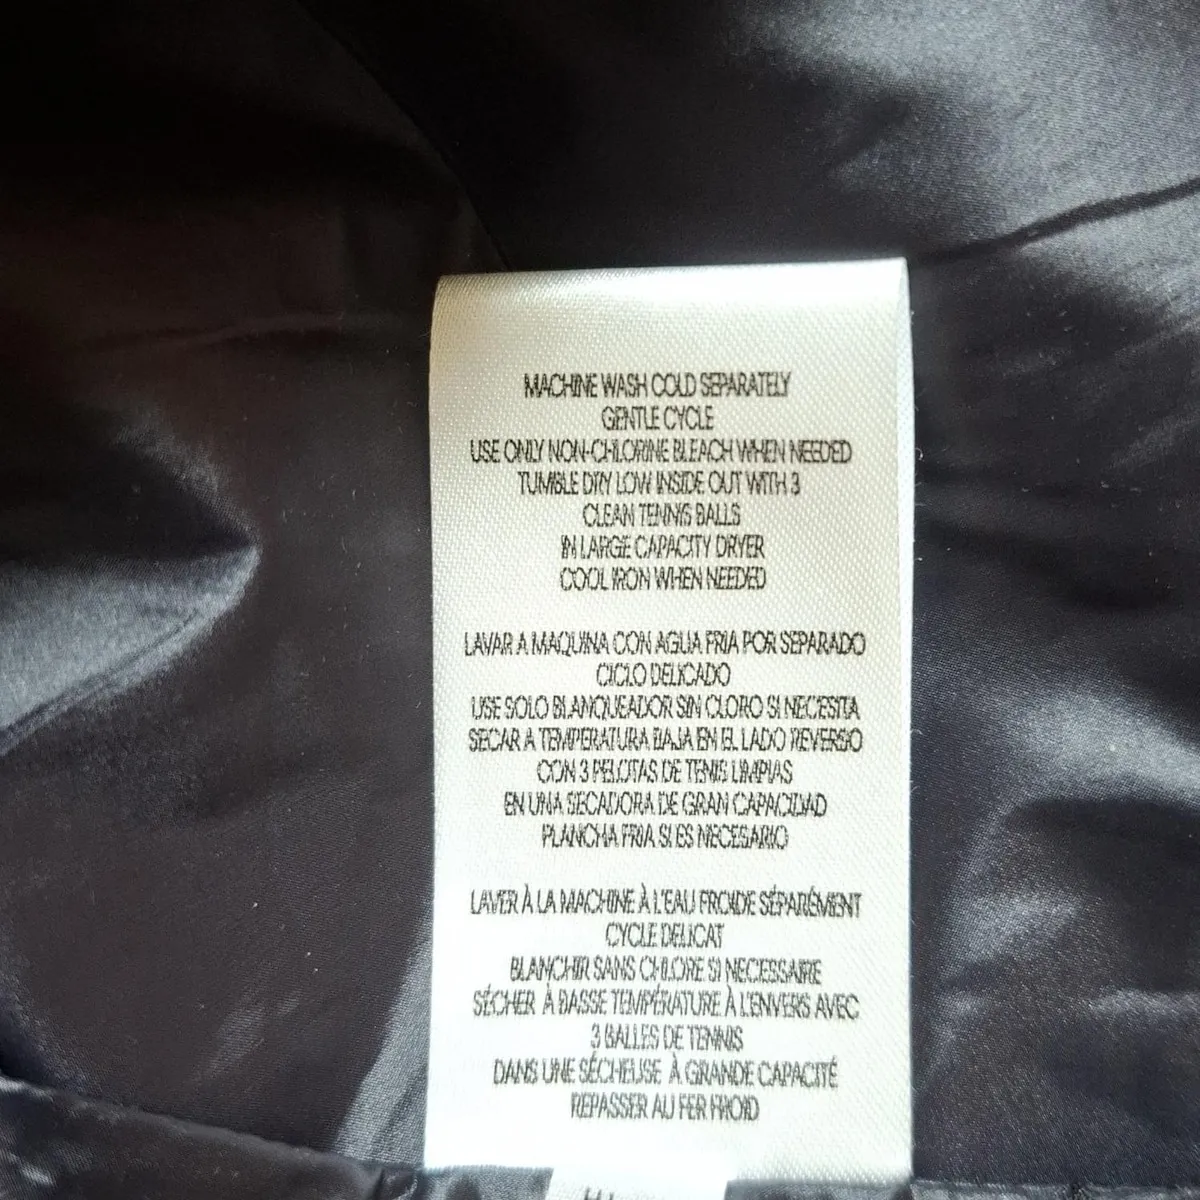 MACHINE WASH COLD SEPARATELY
GENTLE CYCLE
USE ONLY NON-CHLORINE BLEACH WHEN NEEDED
TUMBLE DRY LOW INSIDE OUT WITH 3
CLEAN TENNIS BALLS
IN LARGE CAPACITY DRYER
COOL IRON WHEN NEEDED
LAVAR A MAQUINA CON AGUA FRIA POR SEPARADO
CICLO DELICADO
USE SOLO BLANQUEADOR SIN CLORO SI NECESITA
SECAR A TEMPERATURA BAJA EN EL LADO REVERSO
CON 3 PELOTAS DE TENIS LIMPIAS
EN UNA SECADORA DE GRAN CAPACIDAD
PLANCHA FRIA SI ES NECESARIO
LAVER À LA MACHINE À L'EAU FROIDE SÉPARÉMENT
CYCLE DELICAT
BLANCHIR SANS CHLORE SI NECESSAIRE
SÉCHER À BASSE TEMPÉRATURE À L'ENVERS AVEC
3 BALLES DE TENNIS
DANS UNE SÉCHEUSE À GRANDE CAPACITÉ
REPASSER AU FER FROID